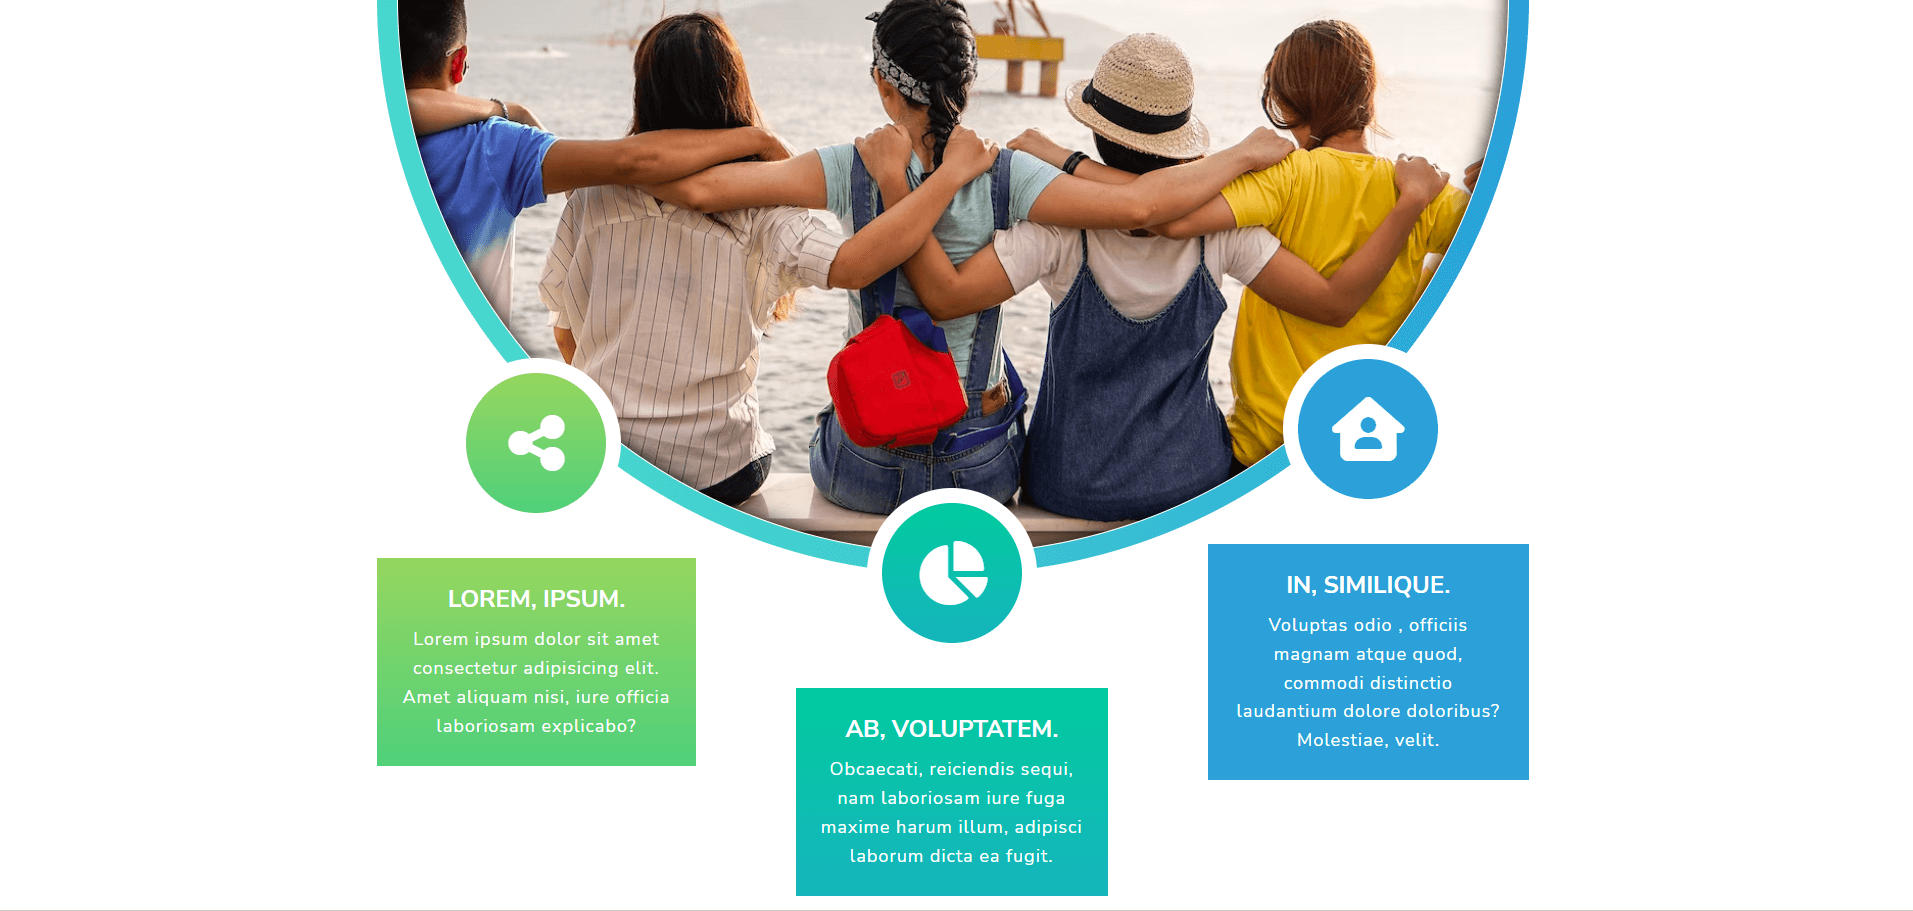 LOREM, IPSUM.
Lorem ipsum dolor sit amet
consectetur adipisicing elit.
Amet aliquam nisi, iure officia
laboriosam explicabo?
AB, VOLUPTATEM.
Obcaecati, reiciendis sequi,
nam laboriosam iure fuga
maxime harum illum, adipisci
laborum dicta ea fugit.
IN, SIMILIQUE.
Voluptas odio , officiis
magnam atque quod,
commodi distinctio
laudantium dolore doloribus?
Molestiae, velit.